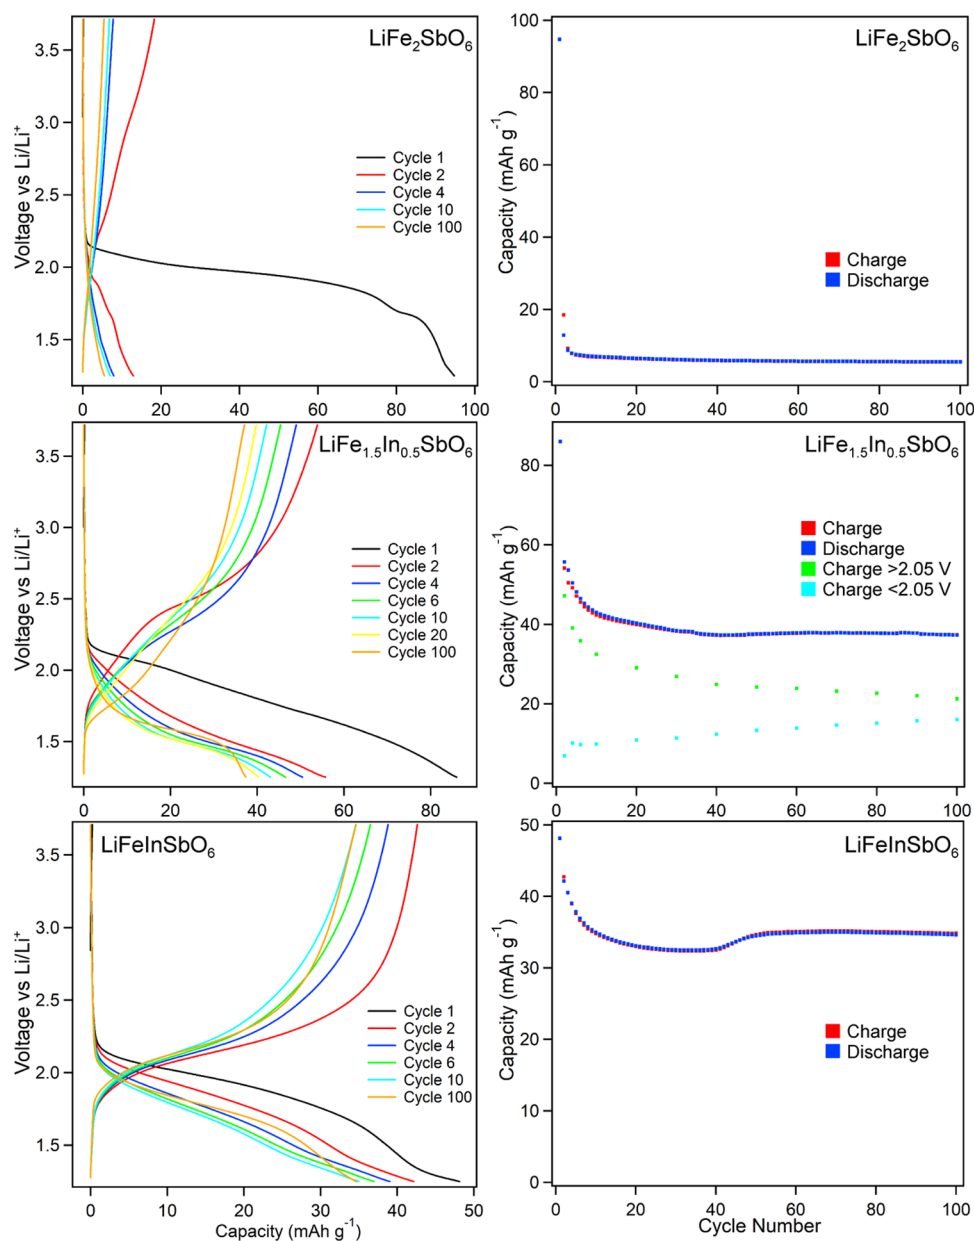 LiFe₂SbO₆
Voltage vs Li/Li⁺
3.5
3.0
2.5
2.0
1.5
Cycle 1
Cycle 2
Cycle 4
Cycle 10
Cycle 100
0 20 40 60 80 100
LiFe₂SbO₆
Capacity (mAh g⁻¹)
100
80
60
40
20
0
Charge
Discharge
0 20 40 60 80 100
LiFe₁.₅In₀.₅SbO₆
Voltage vs Li/Li⁺
3.5
3.0
2.5
2.0
1.5
Cycle 1
Cycle 2
Cycle 4
Cycle 6
Cycle 10
Cycle 20
Cycle 100
0 20 40 60 80
LiFe₁.₅In₀.₅SbO₆
Capacity (mAh g⁻¹)
80
60
40
20
0
Charge
Discharge
Charge >2.05 V
Charge <2.05 V
0 20 40 60 80 100
LiFeInSbO₆
Voltage vs Li/Li⁺
3.5
3.0
2.5
2.0
1.5
Cycle 1
Cycle 2
Cycle 4
Cycle 6
Cycle 10
Cycle 100
0 10 20 30 40 50
Capacity (mAh g⁻¹)
LiFeInSbO₆
Capacity (mAh g⁻¹)
50
40
30
20
10
0
Charge
Discharge
0 20 40 60 80 100
Cycle Number